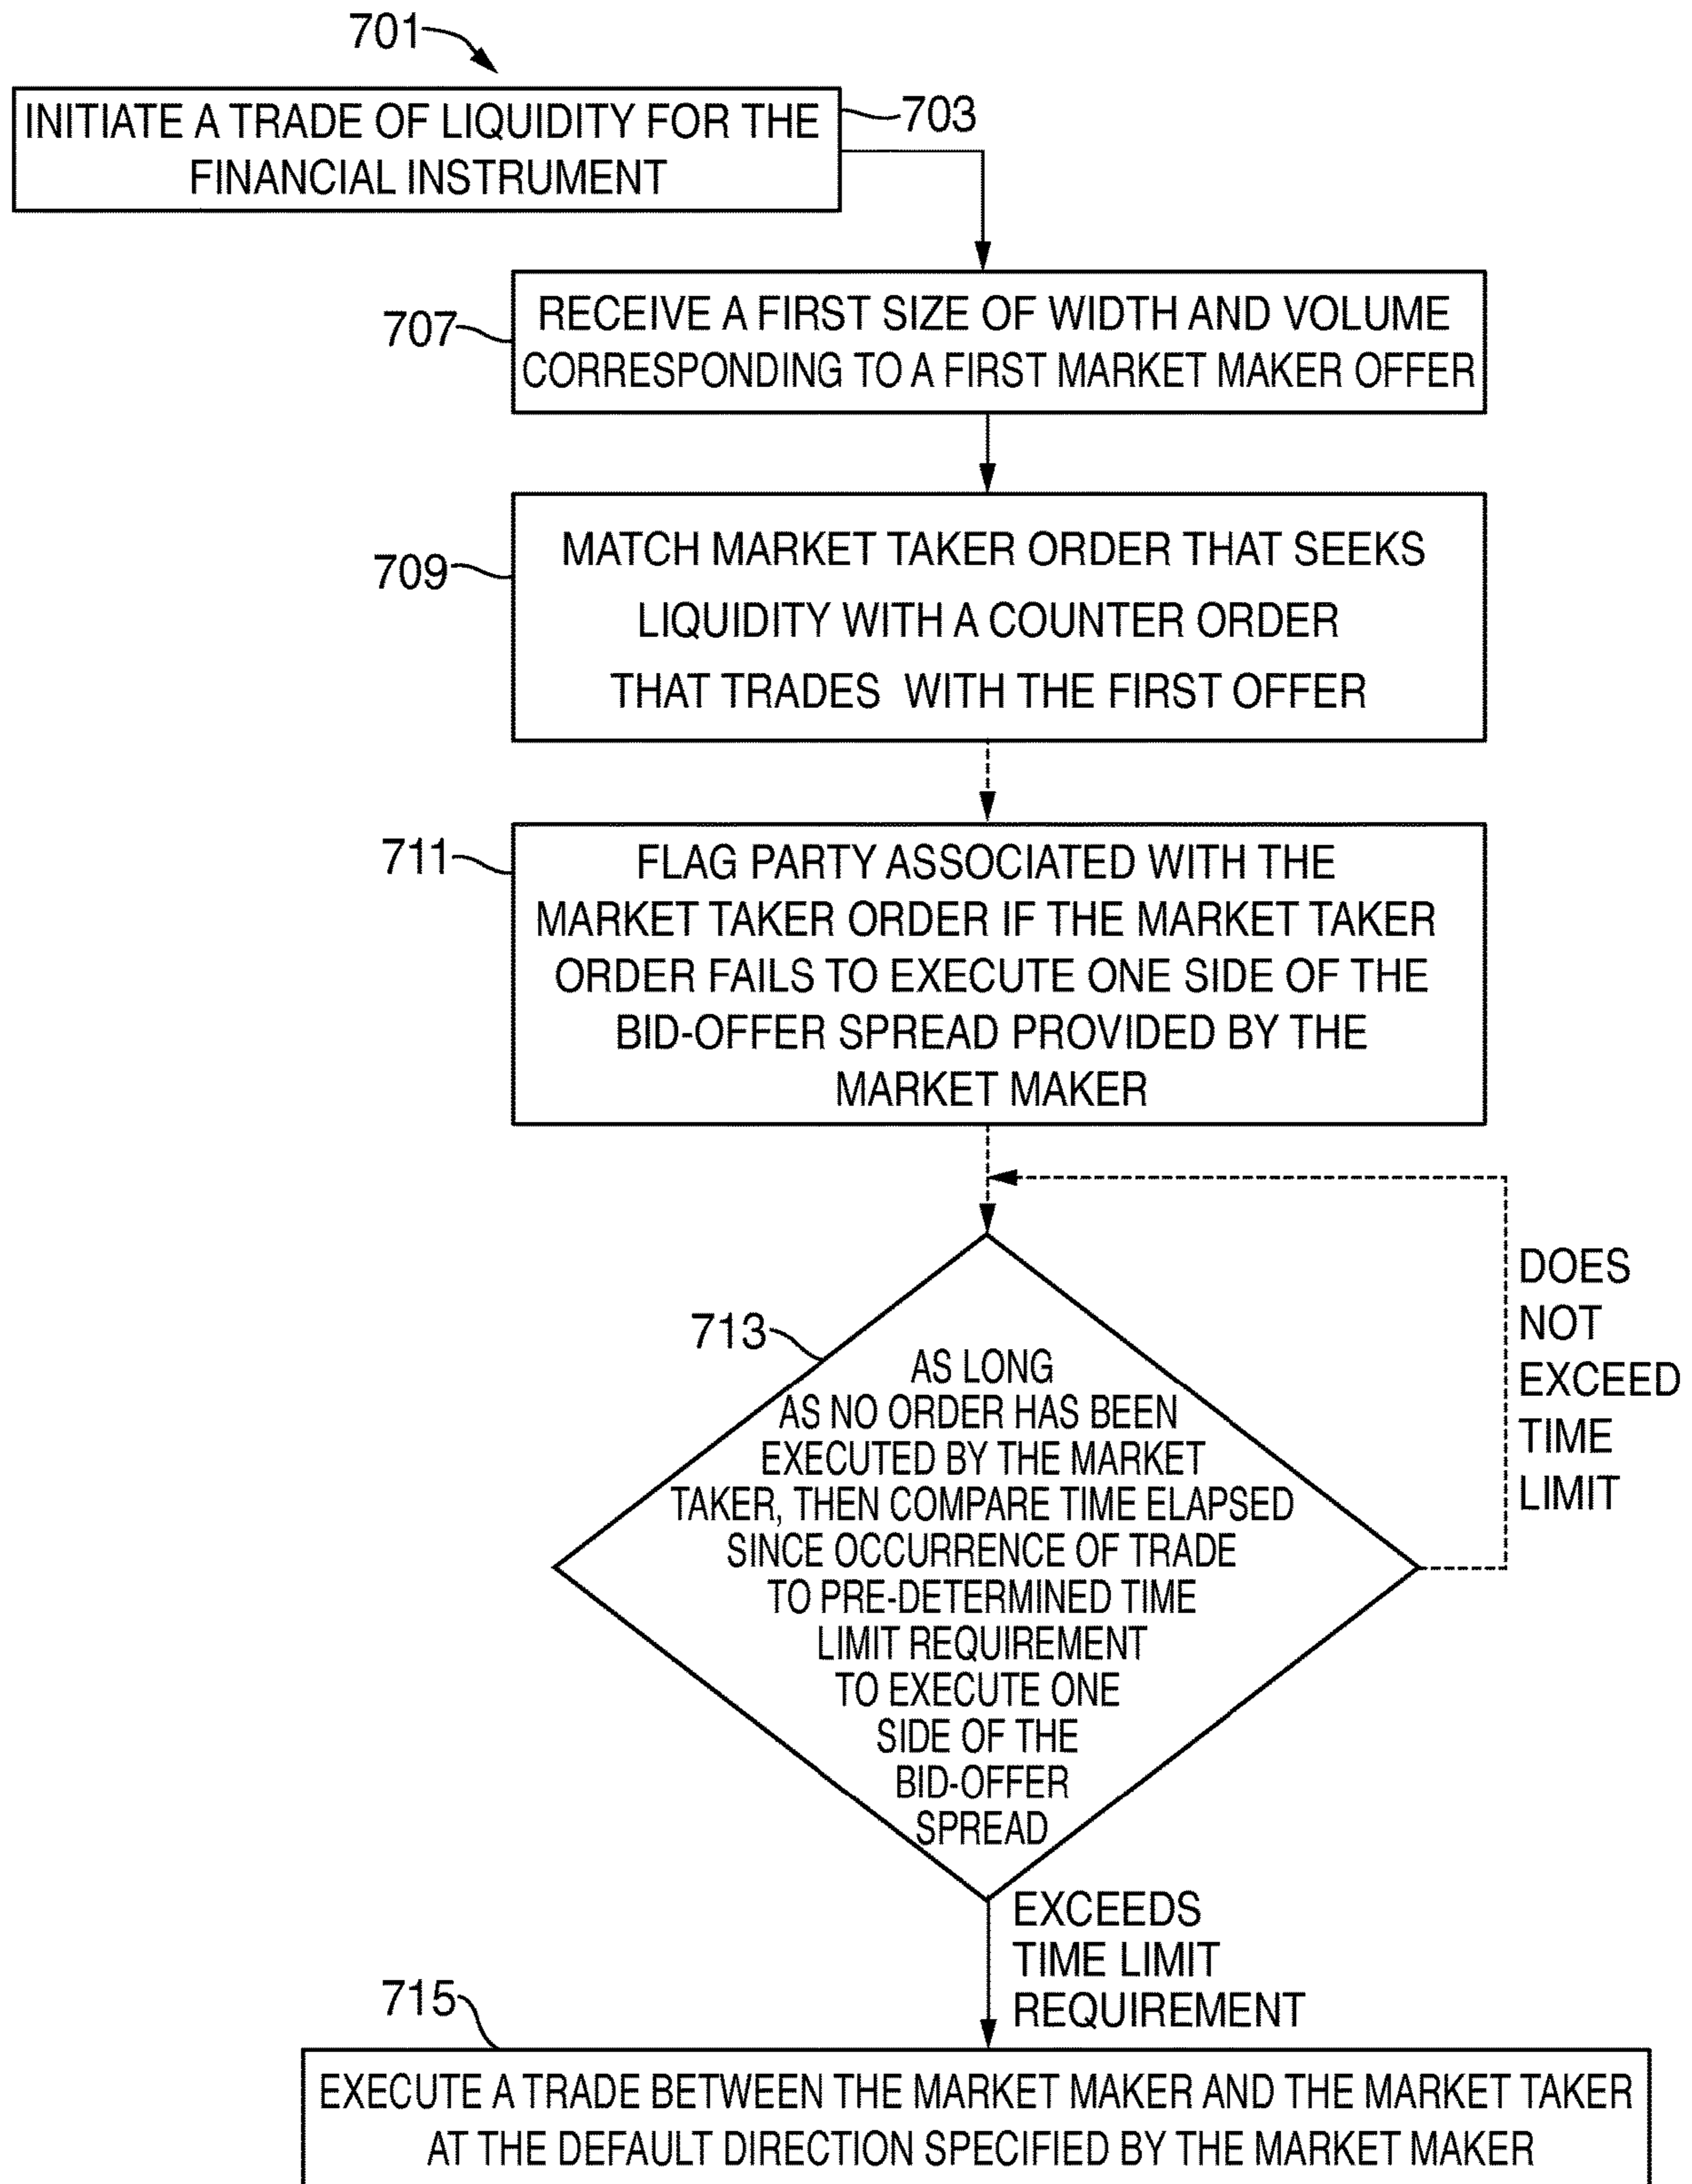 701
INITIATE A TRADE OF LIQUIDITY FOR THE
FINANCIAL INSTRUMENT
703
707
RECEIVE A FIRST SIZE OF WIDTH AND VOLUME
CORRESPONDING TO A FIRST MARKET MAKER OFFER
709
MATCH MARKET TAKER ORDER THAT SEEKS
LIQUIDITY WITH A COUNTER ORDER
THAT TRADES WITH THE FIRST OFFER
711
FLAG PARTY ASSOCIATED WITH THE
MARKET TAKER ORDER IF THE MARKET TAKER
ORDER FAILS TO EXECUTE ONE SIDE OF THE
BID-OFFER SPREAD PROVIDED BY THE
MARKET MAKER
713
AS LONG
AS NO ORDER HAS BEEN
EXECUTED BY THE MARKET
TAKER, THEN COMPARE TIME ELAPSED
SINCE OCCURRENCE OF TRADE
TO PRE-DETERMINED TIME
LIMIT REQUIREMENT
TO EXECUTE ONE
SIDE OF THE
BID-OFFER
SPREAD
DOES
NOT
EXCEED
TIME
LIMIT
EXCEEDS
TIME LIMIT
REQUIREMENT
715
EXECUTE A TRADE BETWEEN THE MARKET MAKER AND THE MARKET TAKER
AT THE DEFAULT DIRECTION SPECIFIED BY THE MARKET MAKER